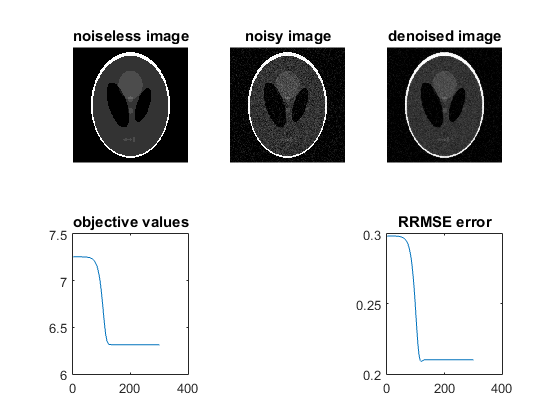 noiseless image
noisy image
denoised image
objective values
7.5
7
6.5
6
0
200
400
RRMSE error
0.3
0.25
0.2
0
200
400